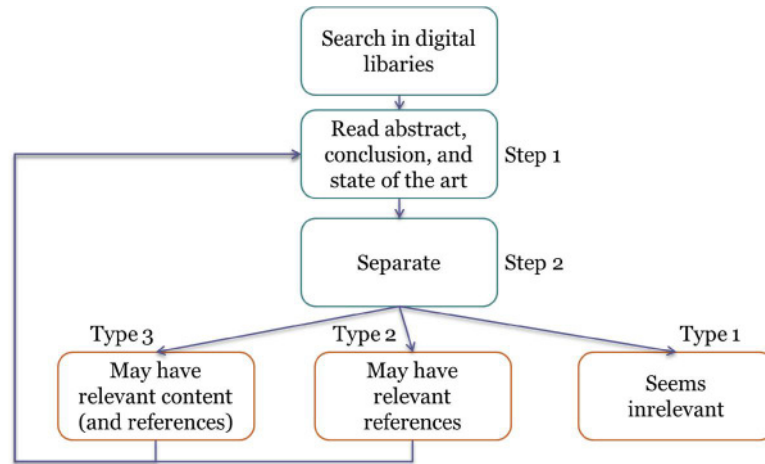 Search in digital
libaries
Read abstract,
conclusion, and
state of the art
Step 1
Separate
Step 2
Type 3
Type 2
Type 1
May have
relevant content
(and references)
May have
relevant
references
Seems
inrelevant